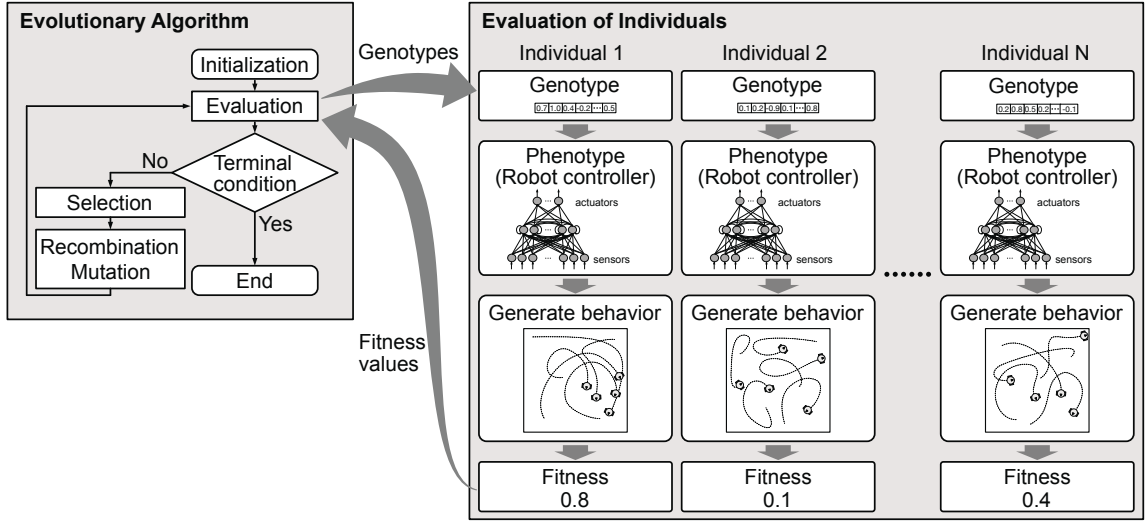 Evolutionary Algorithm
Initialization
Evaluation
Terminal
condition
No
Yes
Selection
Recombination
Mutation
End
Genotypes
Fitness
values
Evaluation of Individuals
Individual 1
Genotype
0.7 1.0 0.4 -0.2 ··· 0.5
Phenotype
(Robot controller)
actuators
...
...
...
sensors
Generate behavior
Fitness
0.8
Individual 2
Genotype
0.1 0.2 -0.9 0.1 ··· 0.8
Phenotype
(Robot controller)
actuators
...
...
...
sensors
Generate behavior
Fitness
0.1
......
Individual N
Genotype
0.2 0.8 0.5 0.2 ··· -0.1
Phenotype
(Robot controller)
actuators
...
...
...
sensors
Generate behavior
Fitness
0.4